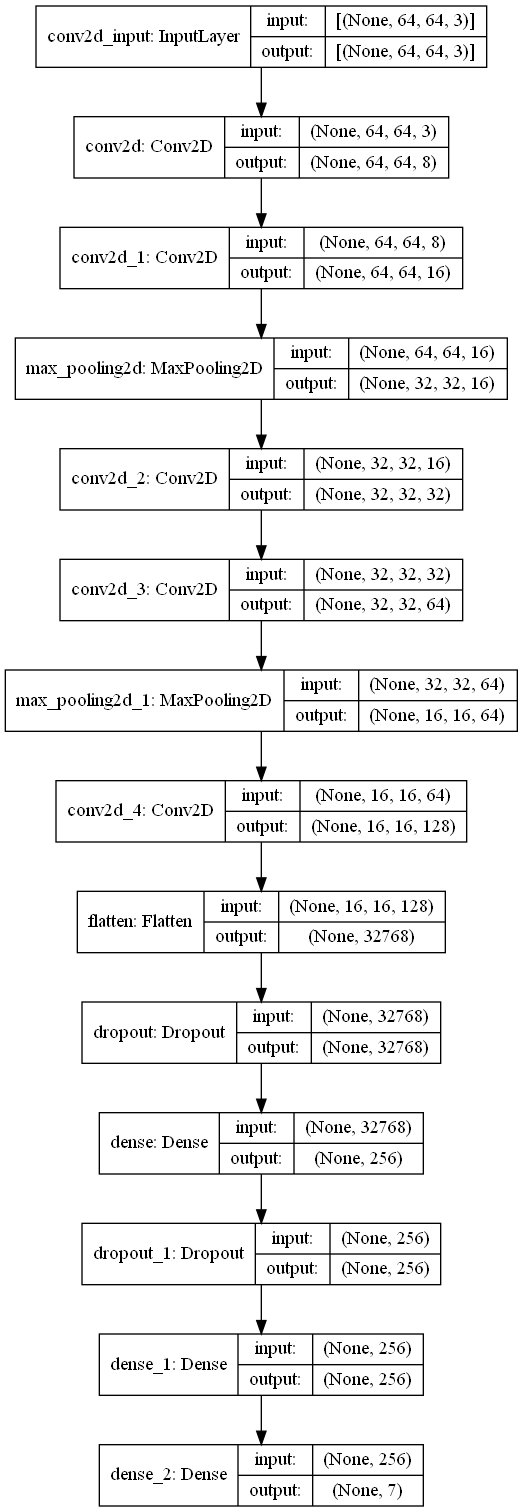 conv2d_input: InputLayer
input: [(None, 64, 64, 3)]
output: [(None, 64, 64, 3)]
conv2d: Conv2D
input: (None, 64, 64, 3)
output: (None, 64, 64, 8)
conv2d_1: Conv2D
input: (None, 64, 64, 8)
output: (None, 64, 64, 16)
max_pooling2d: MaxPooling2D
input: (None, 64, 64, 16)
output: (None, 32, 32, 16)
conv2d_2: Conv2D
input: (None, 32, 32, 16)
output: (None, 32, 32, 32)
conv2d_3: Conv2D
input: (None, 32, 32, 32)
output: (None, 32, 32, 64)
max_pooling2d_1: MaxPooling2D
input: (None, 32, 32, 64)
output: (None, 16, 16, 64)
conv2d_4: Conv2D
input: (None, 16, 16, 64)
output: (None, 16, 16, 128)
flatten: Flatten
input: (None, 16, 16, 128)
output: (None, 32768)
dropout: Dropout
input: (None, 32768)
output: (None, 32768)
dense: Dense
input: (None, 32768)
output: (None, 256)
dropout_1: Dropout
input: (None, 256)
output: (None, 256)
dense_1: Dense
input: (None, 256)
output: (None, 256)
dense_2: Dense
input: (None, 256)
output: (None, 7)